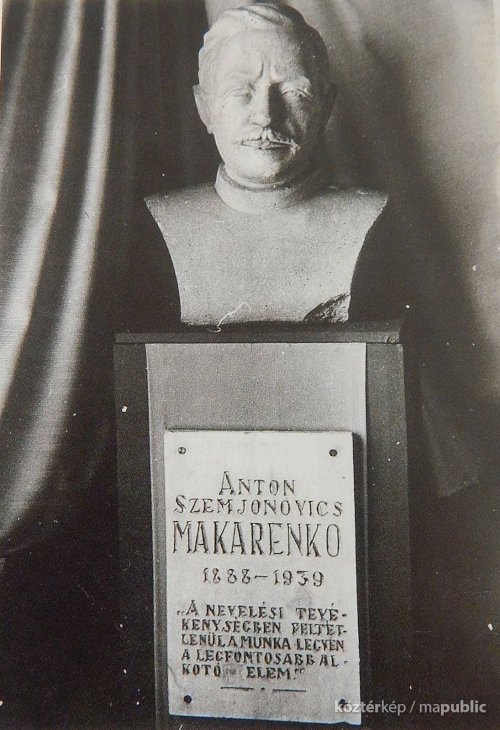 ANTON
SZEMJONOVICS
MAKARENKO
1888–1939
„A NEVELÉSI TEVÉ-
KENYSÉGBEN FELTÉT-
LENÜL A MUNKA LEGYEN
A LEGFONTOSABB AL-
KOTÓ ELEM."
köztérkép / mapublic